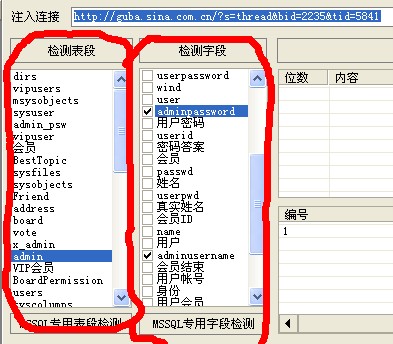 注入连接
http://guba.sina.com.cn/?s=thread&bid=2235&tid=5841
检测表段
dirs
vipusers
msysobjects
sysuser
admin_psw
vipuser
会员
BestTopic
sysfiles
sysobjects
Friend
address
board
vote
x_admin
admin
VIP会员
BoardPermission
users
syscolumns
MSSQL专用表段检测
检测字段
userpassword
wind
user
adminpassword
用户密码
userid
密码答案
会员
passwd
姓名
userpwd
真实姓名
会员ID
name
用户
adminusername
会员结束
用户帐号
身份
用户会员
MSSQL专用字段检测
位数 内容
编号
1